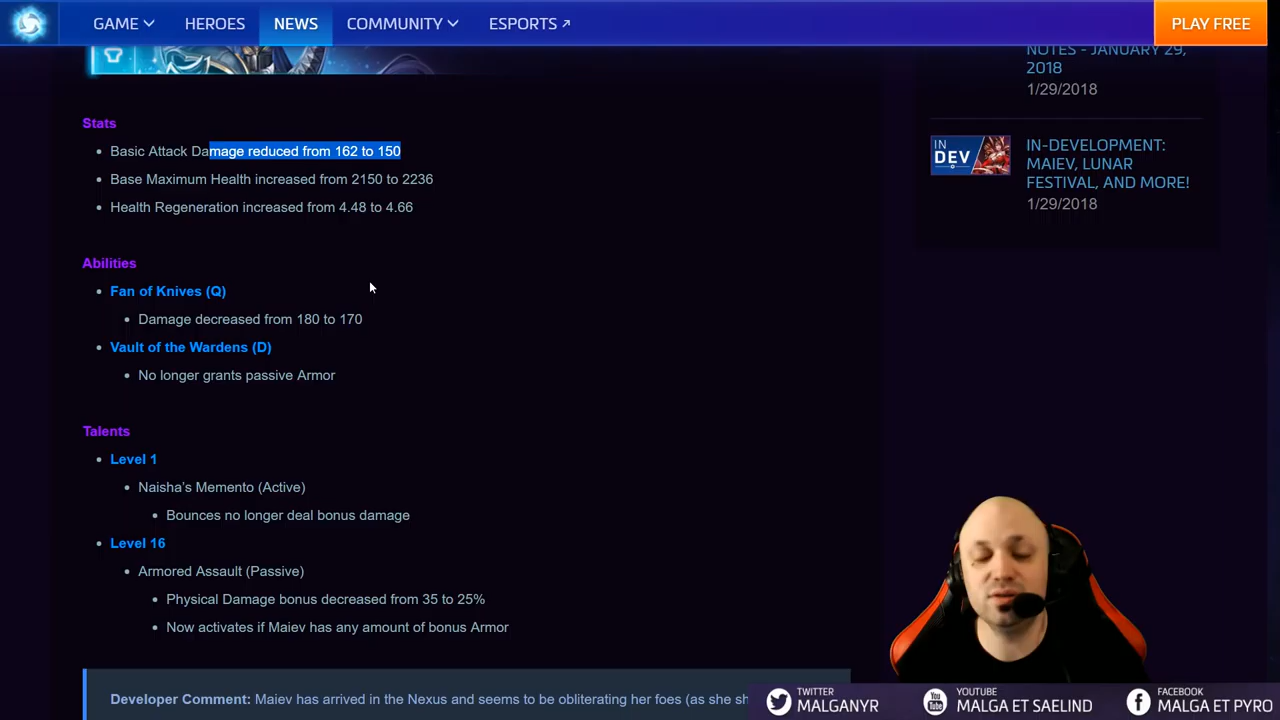 GAME HEROES NEWS COMMUNITY ESPORTS PLAY FREE
NOTES - JANUARY 29,
2018
1/29/2018
IN DEV
IN-DEVELOPMENT:
MAIEV, LUNAR
FESTIVAL, AND MORE!
1/29/2018
Stats
Basic Attack Damage reduced from 162 to 150
Base Maximum Health increased from 2150 to 2236
Health Regeneration increased from 4.48 to 4.66
Abilities
Fan of Knives (Q)
Damage decreased from 180 to 170
Vault of the Wardens (D)
No longer grants passive Armor
Talents
Level 1
Naisha's Memento (Active)
Bounces no longer deal bonus damage
Level 16
Armored Assault (Passive)
Physical Damage bonus decreased from 35 to 25%
Now activates if Maiev has any amount of bonus Armor
Developer Comment: Maiev has arrived in the Nexus and seems to be obliterating her foes (as she sh
TWITTER
MALGANYR
YOUTUBE
MALGA ET SAELIND
FACEBOOK
MALGA ET PYRO